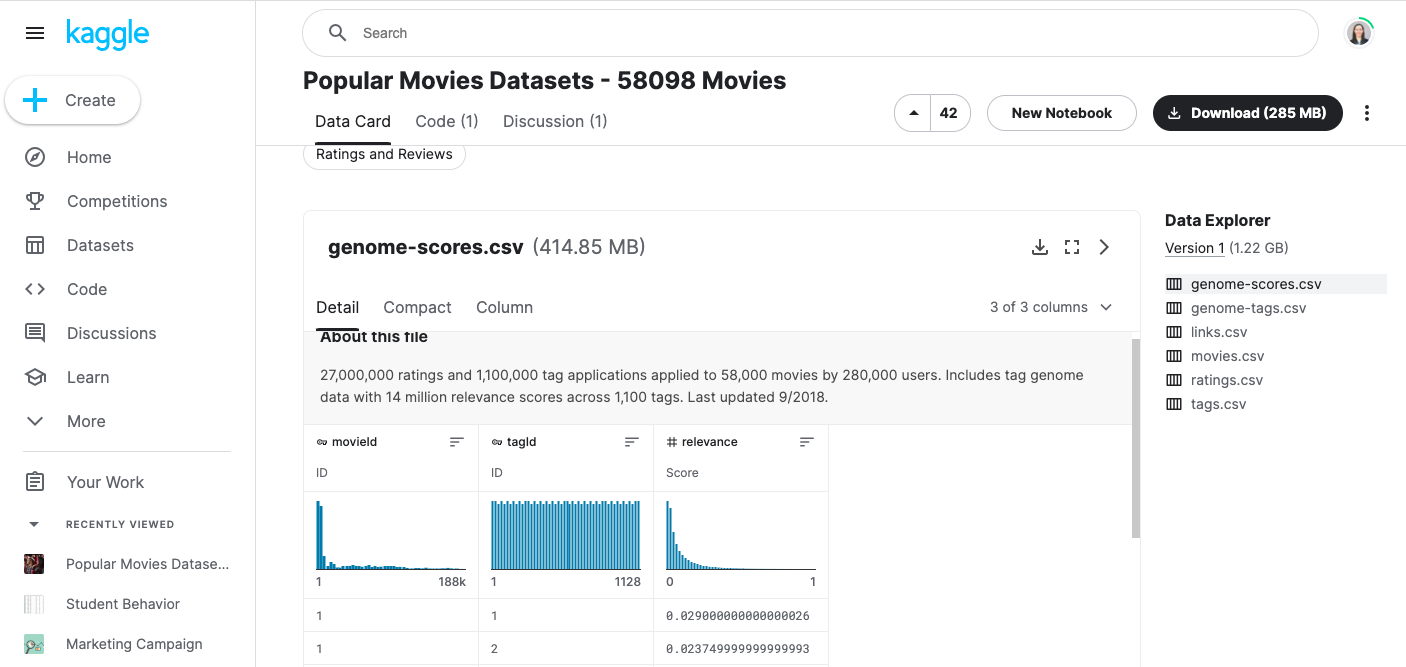 kaggle
Search
Create
Home
Competitions
Datasets
Code
Discussions
Learn
More
Your Work
RECENTLY VIEWED
Popular Movies Datase...
Student Behavior
Marketing Campaign
Popular Movies Datasets - 58098 Movies
Data Card Code (1) Discussion (1)
42
New Notebook
Download (285 MB)
Ratings and Reviews
genome-scores.csv (414.85 MB)
Detail Compact Column 3 of 3 columns
About this file
27,000,000 ratings and 1,100,000 tag applications applied to 58,000 movies by 280,000 users. Includes tag genome
data with 14 million relevance scores across 1,100 tags. Last updated 9/2018.
movieId tagId # relevance
ID ID Score
1 188k 1 1128 0 1
1 1 0.029000000000000026
1 2 0.023749999999999993
Data Explorer
Version 1 (1.22 GB)
genome-scores.csv
genome-tags.csv
links.csv
movies.csv
ratings.csv
tags.csv